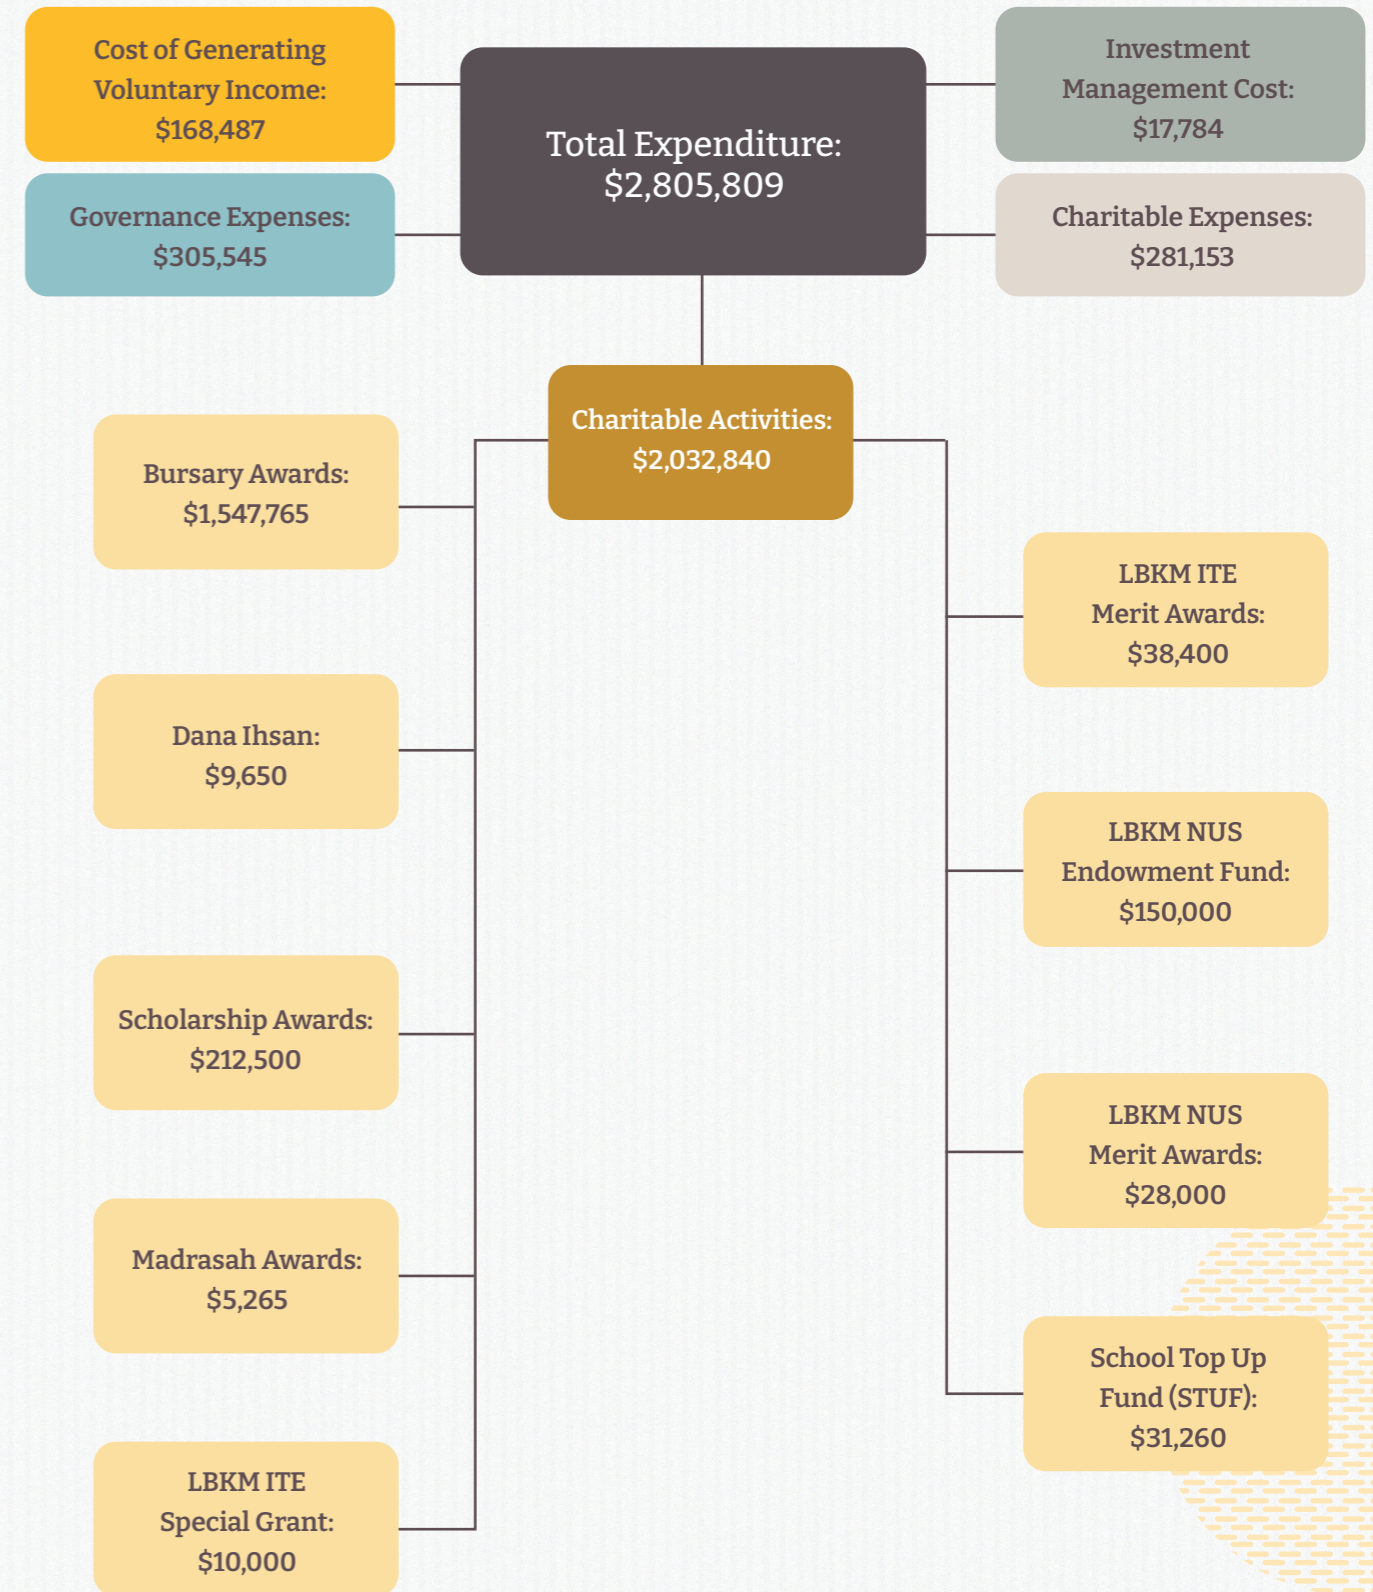 Cost of Generating
Voluntary Income:
$168,487
Total Expenditure:
$2,805,809
Investment
Management Cost:
$17,784
Governance Expenses:
$305,545
Charitable Expenses:
$281,153
Charitable Activities:
$2,032,840
Bursary Awards:
$1,547,765
Dana Ihsan:
$9,650
Scholarship Awards:
$212,500
Madrasah Awards:
$5,265
LBKM ITE
Special Grant:
$10,000
LBKM ITE
Merit Awards:
$38,400
LBKM NUS
Endowment Fund:
$150,000
LBKM NUS
Merit Awards:
$28,000
School Top Up
Fund (STUF):
$31,260